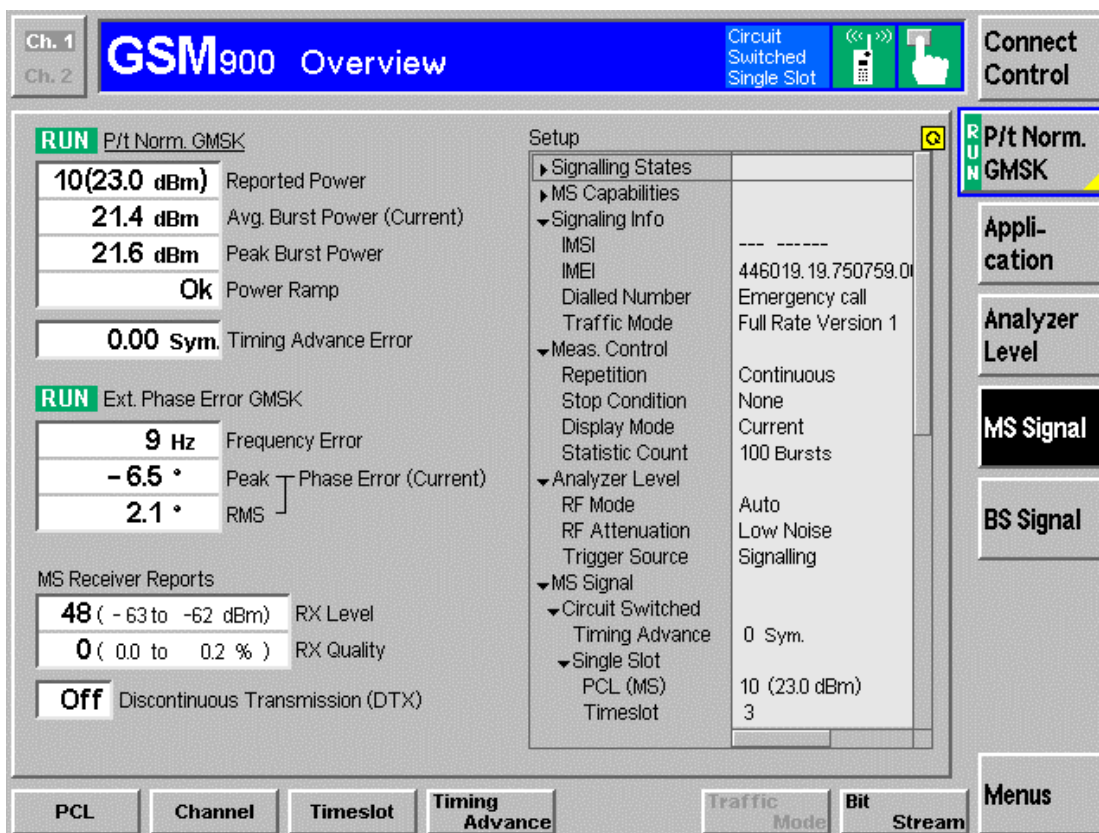 Ch. 1
Ch. 2
GSM900 Overview
Circuit
Switched
Single Slot
Connect
Control
RUN P/t Norm. GMSK
10(23.0 dBm) Reported Power
21.4 dBm Avg. Burst Power (Current)
21.6 dBm Peak Burst Power
Ok Power Ramp
0.00 Sym. Timing Advance Error
RUN Ext. Phase Error GMSK
9 Hz Frequency Error
-6.5 ° Peak Phase Error (Current)
2.1 ° RMS
MS Receiver Reports
48 ( -63 to -62 dBm) RX Level
0 ( 0.0 to 0.2 % ) RX Quality
Off Discontinuous Transmission (DTX)
Setup
Signalling States
MS Capabilities
Signaling Info
IMSI --- ------
IMEI 446019.19.750759.0
Dialled Number Emergency call
Traffic Mode Full Rate Version 1
Meas. Control
Repetition Continuous
Stop Condition None
Display Mode Current
Statistic Count 100 Bursts
Analyzer Level
RF Mode Auto
RF Attenuation Low Noise
Trigger Source Signalling
MS Signal
Circuit Switched
Timing Advance 0 Sym.
Single Slot
PCL (MS) 10 (23.0 dBm)
Timeslot 3
RUN P/t Norm.
GMSK
Appli-
cation
Analyzer
Level
MS Signal
BS Signal
Menus
PCL
Channel
Timeslot
Timing
Advance
Traffic
Mode
Bit
Stream